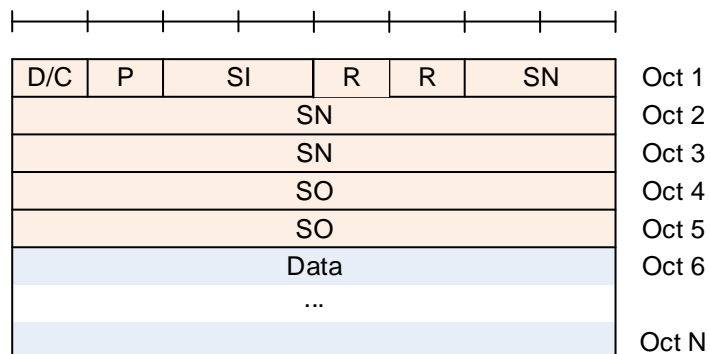 D/C P SI R R SN Oct 1
SN Oct 2
SN Oct 3
SO Oct 4
SO Oct 5
Data Oct 6
...
Oct N